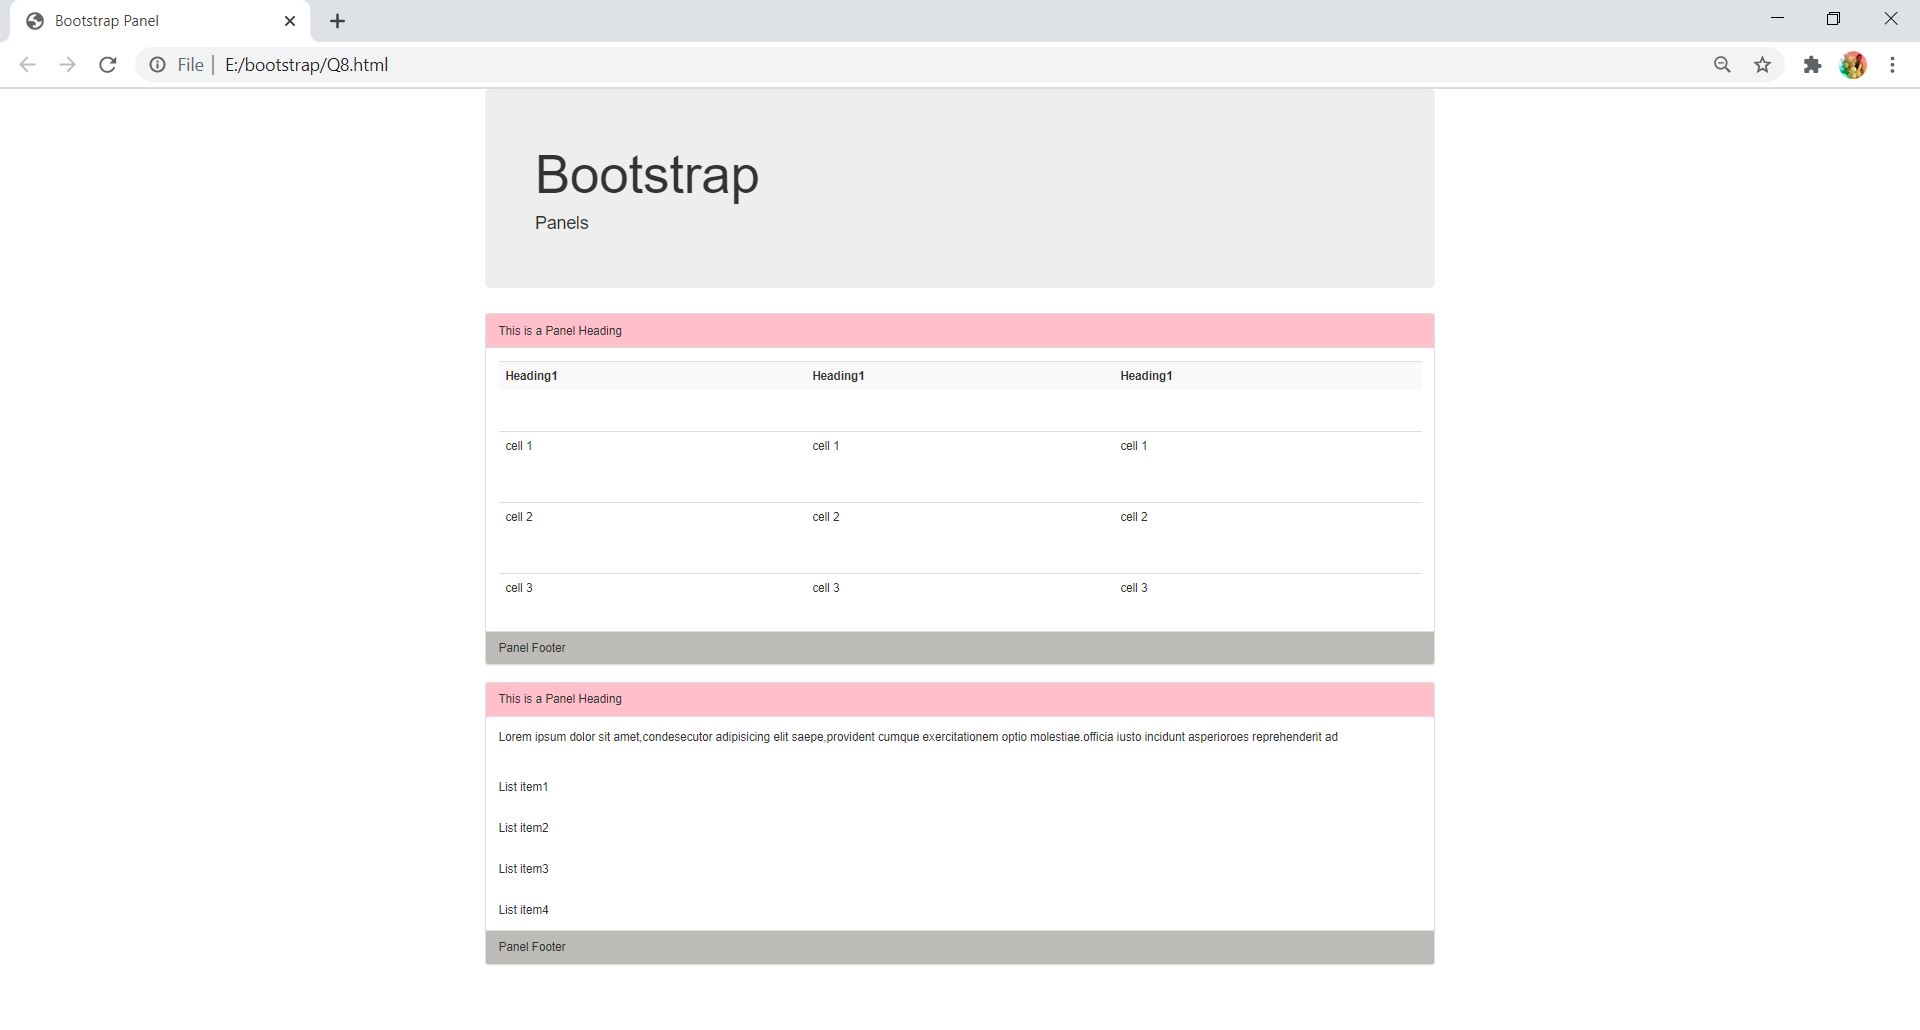 Bootstrap Panel
File | E:/bootstrap/Q8.html
Bootstrap
Panels
This is a Panel Heading
Heading1 Heading1 Heading1
cell 1 cell 1 cell 1
cell 2 cell 2 cell 2
cell 3 cell 3 cell 3
Panel Footer
This is a Panel Heading
Lorem ipsum dolor sit amet,condesecutor adipisicing elit saepe,provident cumque exercitationem optio molestiae.officia iusto incidunt asperioroes reprehenderit ad
List item1
List item2
List item3
List item4
Panel Footer